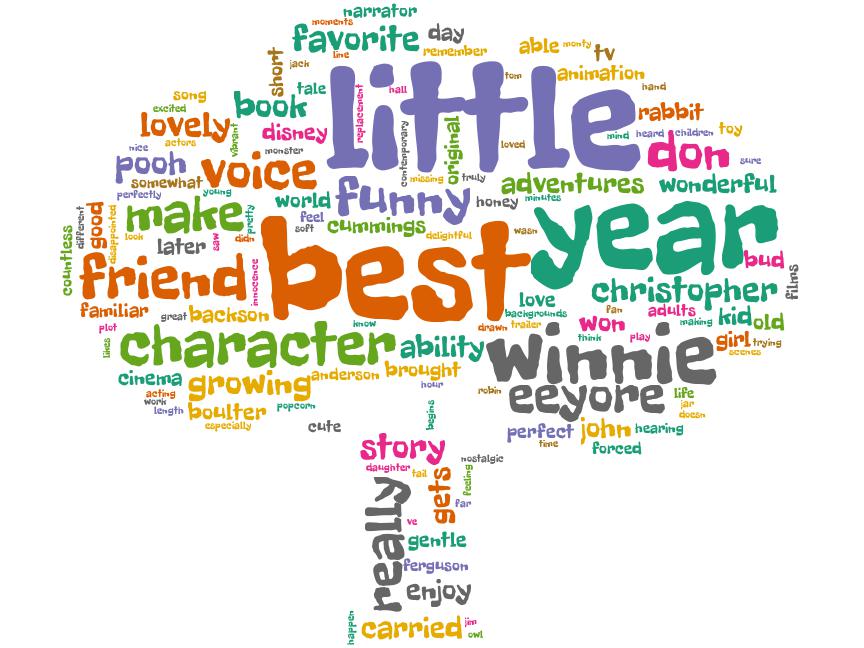 narrator
moments
favorite
day
line
remember
able
monty
tv
short
jack
little
tom
animation
hand
song
excited
tale
book
replacement
hall
rabbit
lovely
actors
vibrant
disney
contemporary
original
loved
mind
heard
children
toy
nice
monster
don
sure
pooh
voice
somewhat
perfectly
young
missing
truly
adventures
wonderful
world
funny
honey
minutes
countless
different
good
disappointed
make
pretty
feel
soft
cummings
delightful
wasn
year
look
later
saw
didn
best
bud
films
friend
innocence
christopher
familiar
great
backson
love
backgrounds
fan
adults
making
kid
old
plot
know
drawn
trailer
won
think
play
girl
trying
scenes
likes
character
ability
winnie
cinema
growing
anderson
brought
hour
robin
eeyore
life
jar
doesn
acting
work
length
boulter
popcorn
especially
cute
begins
perfect
time
john
hearing
forced
story
daughter
tail
gets
feeling
nostalgic
really
far
ve
gentle
ferguson
enjoy
happen
carried
jim
owl